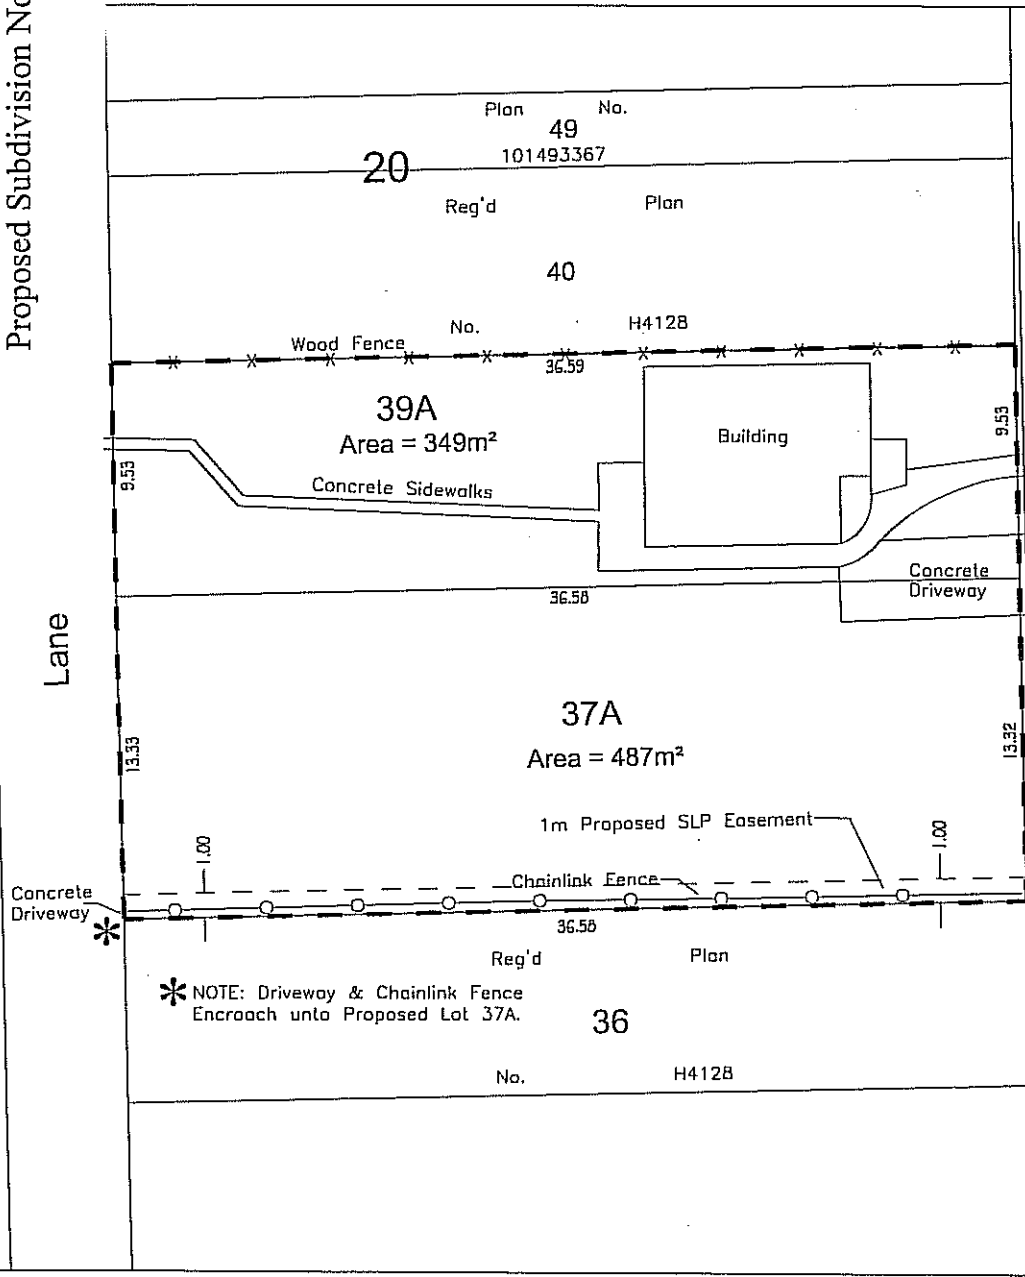 Proposed Subdivision No
Plan No.
49
101493367
20
Reg'd Plan
40
No. H4128
Wood Fence
36.59
39A
Area = 349m²
Building
9.53
9.53
Concrete Sidewalks
Concrete
Driveway
36.58
Lane
37A
Area = 487m²
13.33
13.32
1m Proposed SLP Easement
1.00
1.00
Chainlink Fence
Concrete
Driveway
*
36.58
Reg'd Plan
* NOTE: Driveway & Chainlink Fence
Encroach unto Proposed Lot 37A.
36
No. H4128